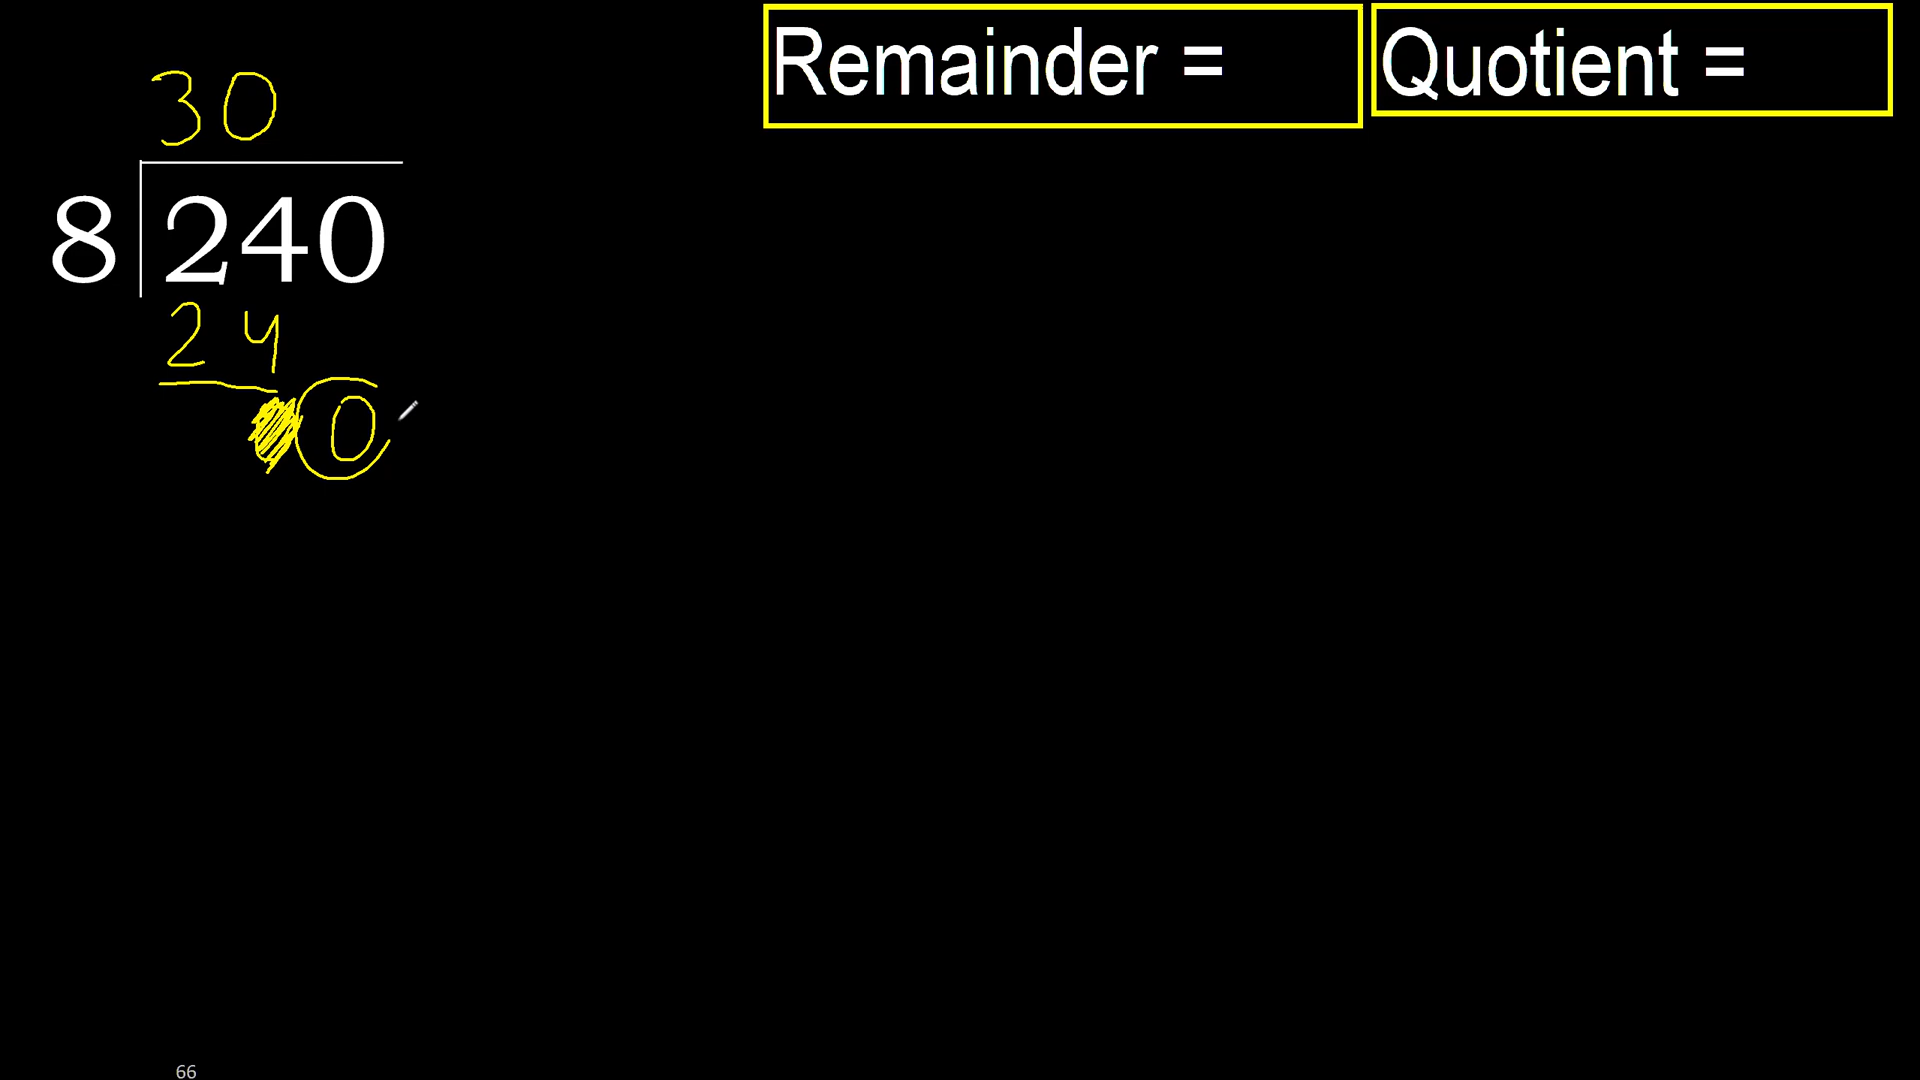 Remainder =
Quotient =
30
8 240
24
0
66